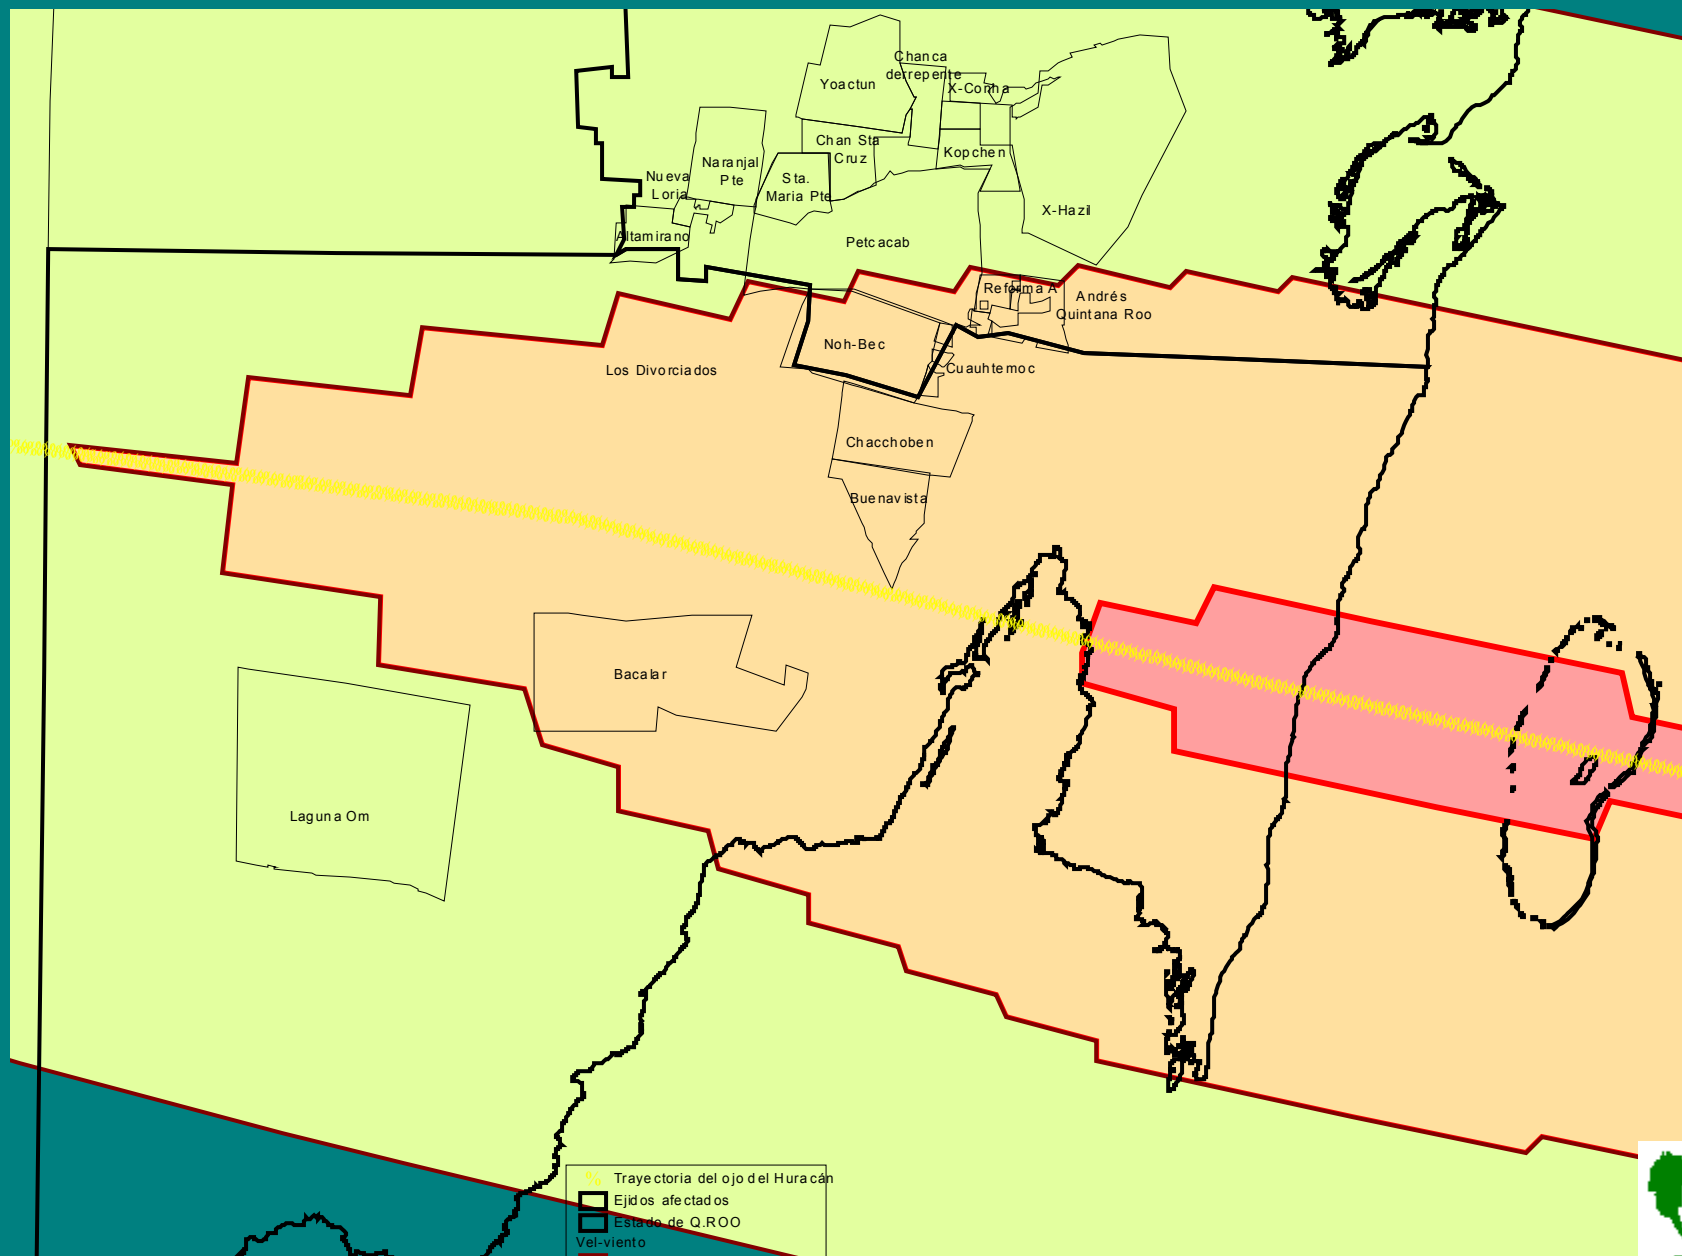 Chanca
derrepente
Yoactun
X-Conha
Chan Sta
Cruz
Kopchen
Naranjal
Pte
Nueva
Loria
Sta.
Maria Pte
X-Hazil
Altamirano
Petcacab
Reforma A
Andrés
Quintana Roo
Noh-Bec
Los Divorciados
Cuauhtemoc
Chacchoben
Buenavista
Bacalar
Laguna Om
% Trayectoria del ojo del Huracán
Ejidos afectados
Estado de Q.ROO
Vel-viento